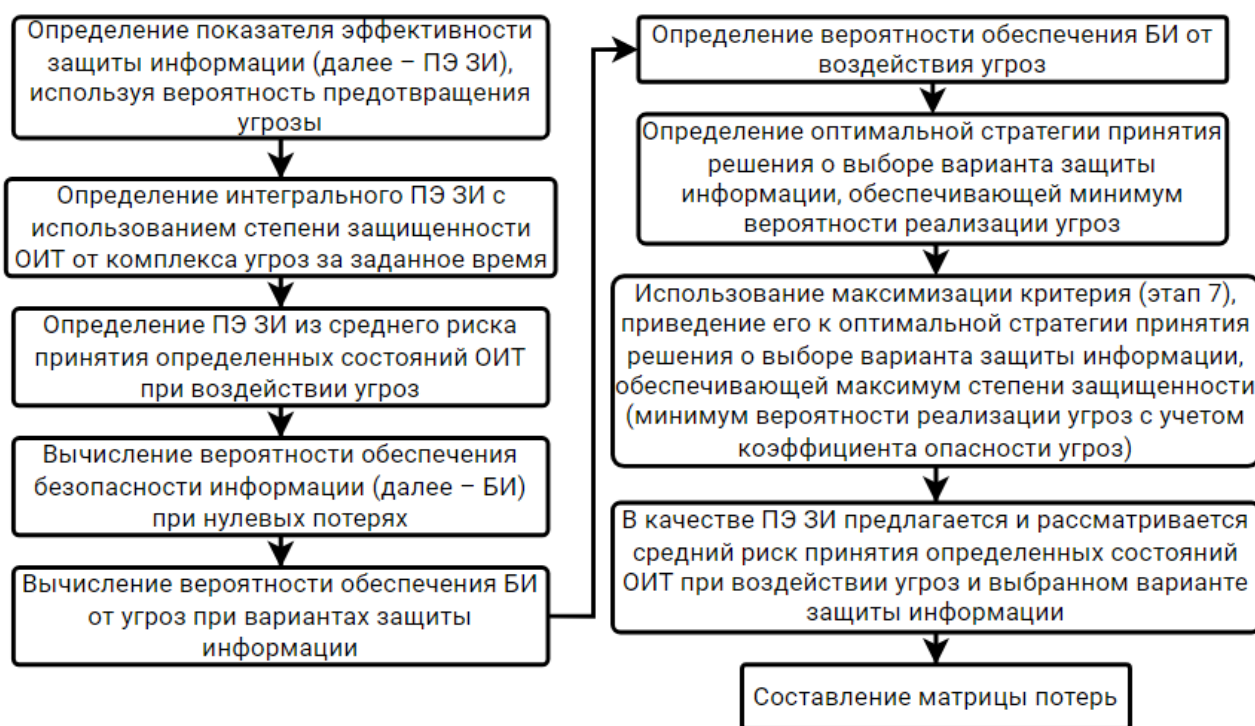 Определение показателя эффективности
защиты информации (далее – ПЭ ЗИ),
используя вероятность предотвращения
угрозы
Определение интегрального ПЭ ЗИ с
использованием степени защищенности
ОИТ от комплекса угроз за заданное время
Определение ПЭ ЗИ из среднего риска
принятия определенных состояний ОИТ
при воздействии угроз
Вычисление вероятности обеспечения
безопасности информации (далее – БИ)
при нулевых потерях
Вычисление вероятности обеспечения БИ
от угроз при вариантах защиты
информации
Определение вероятности обеспечения БИ от
воздействия угроз
Определение оптимальной стратегии принятия
решения о выборе варианта защиты
информации, обеспечивающей минимум
вероятности реализации угроз
Использование максимизации критерия (этап 7),
приведение его к оптимальной стратегии принятия
решения о выборе варианта защиты информации,
обеспечивающей максимум степени защищенности
(минимум вероятности реализации угроз с учетом
коэффициента опасности угроз)
В качестве ПЭ ЗИ предлагается и рассматривается
средний риск принятия определенных состояний
ОИТ при воздействии угроз и выбранном варианте
защиты информации
Составление матрицы потерь